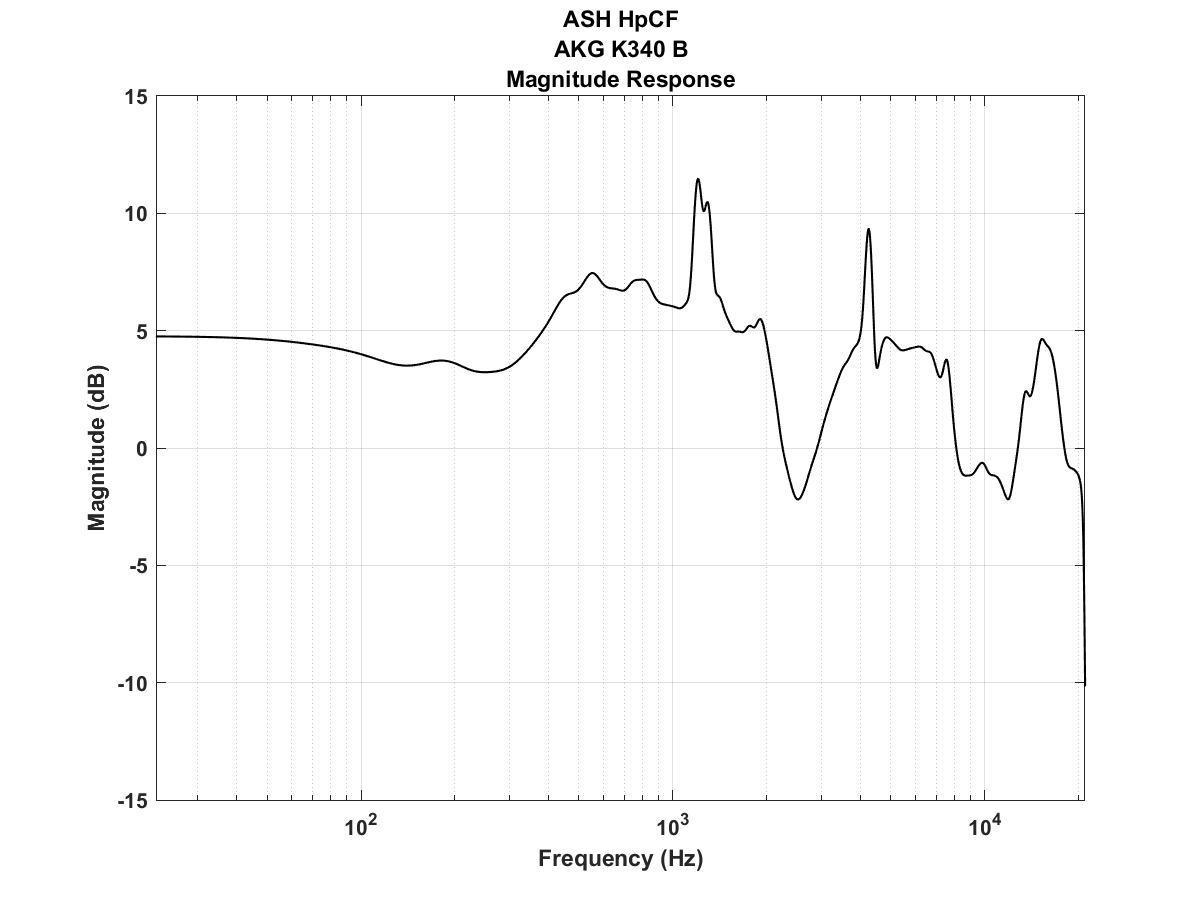 ASH HpCF
AKG K340 B
Magnitude Response
15
10
5
0
-5
-10
-15
Magnitude (dB)
10² 10³ 10⁴
Frequency (Hz)